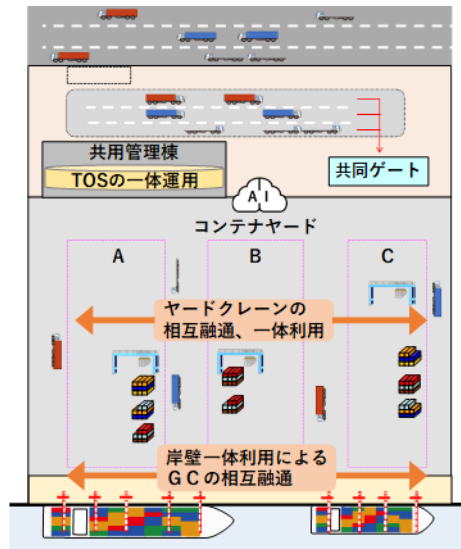 共用管理棟
TOSの一体運用
共同ゲート
AI
コンテナヤード
A
B
C
ヤードクレーンの
相互融通、一体利用
岸壁一体利用による
GCの相互融通